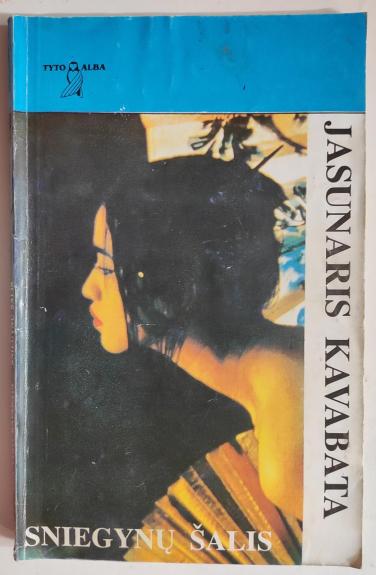 TYTO ALBA
JASUNARIS KAVABATA
SNIEGYNŲ ŠALIS